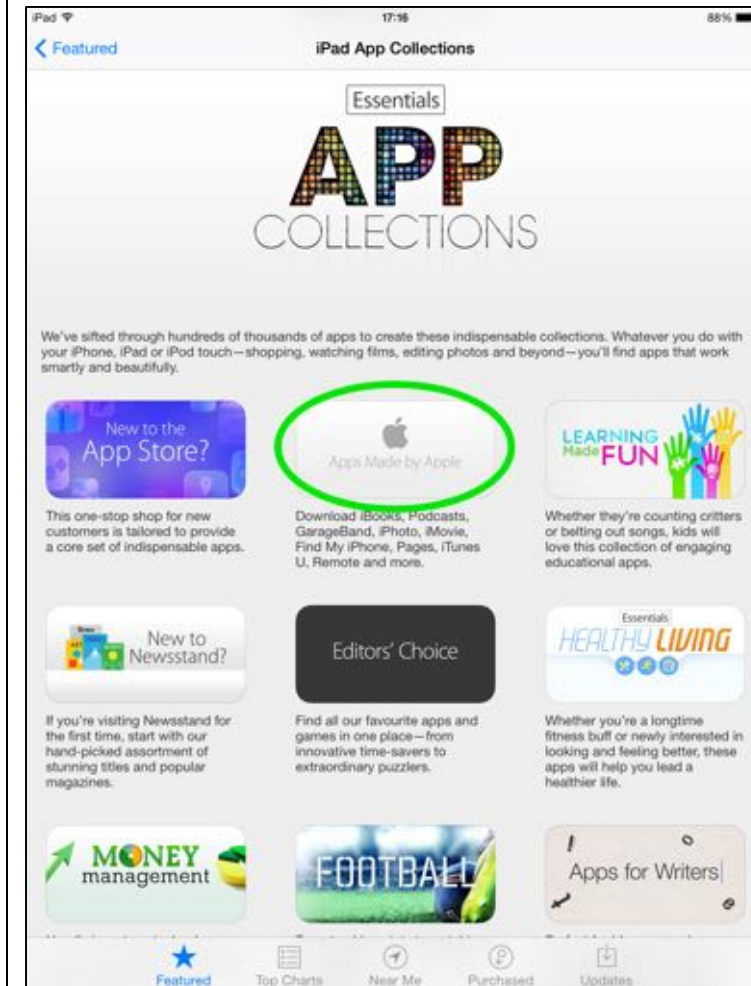 iPad
17:16
88%
Featured
iPad App Collections
Essentials
APP
COLLECTIONS
We've sifted through hundreds of thousands of apps to create these indispensable collections. Whatever you do with
your iPhone, iPad or iPod touch—shopping, watching films, editing photos and beyond—you'll find apps that work
smartly and beautifully.
New to the
App Store?
This one-stop shop for new
customers is tailored to provide
a core set of indispensable apps.
Apps Made by Apple
Download iBooks, Podcasts,
GarageBand, iPhoto, iMovie,
Find My iPhone, Pages, iTunes
U, Remote and more.
LEARNING
Made FUN
Whether they're counting critters
or belting out songs, kids will
love this collection of engaging
educational apps.
New to
Newsstand?
If you're visiting Newsstand for
the first time, start with our
hand-picked assortment of
stunning titles and popular
magazines.
Editors' Choice
Find all our favourite apps and
games in one place—from
innovative time-savers to
extraordinary puzzlers.
Essentials
HEALTHY LIVING
Whether you're a longtime
fitness buff or newly interested in
looking and feeling better, these
apps will help you lead a
healthier life.
MONEY
management
FOOTBALL
Apps for Writers
Featured
Top Charts
Near Me
Purchased
Updates